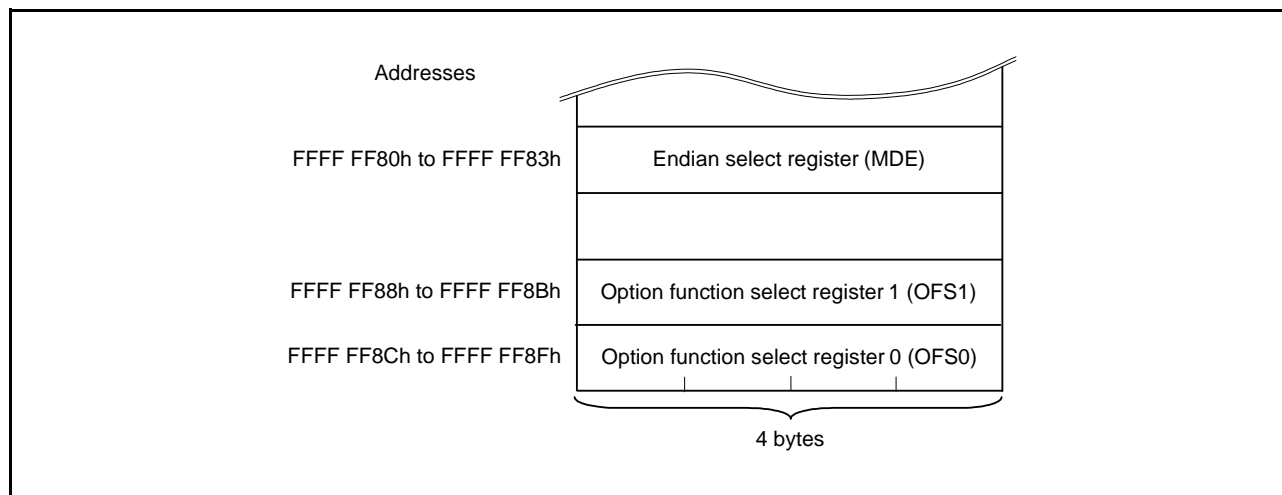 Addresses
FFFF FF80h to FFFF FF83h Endian select register (MDE)
FFFF FF88h to FFFF FF8Bh Option function select register 1 (OFS1)
FFFF FF8Ch to FFFF FF8Fh Option function select register 0 (OFS0)
4 bytes